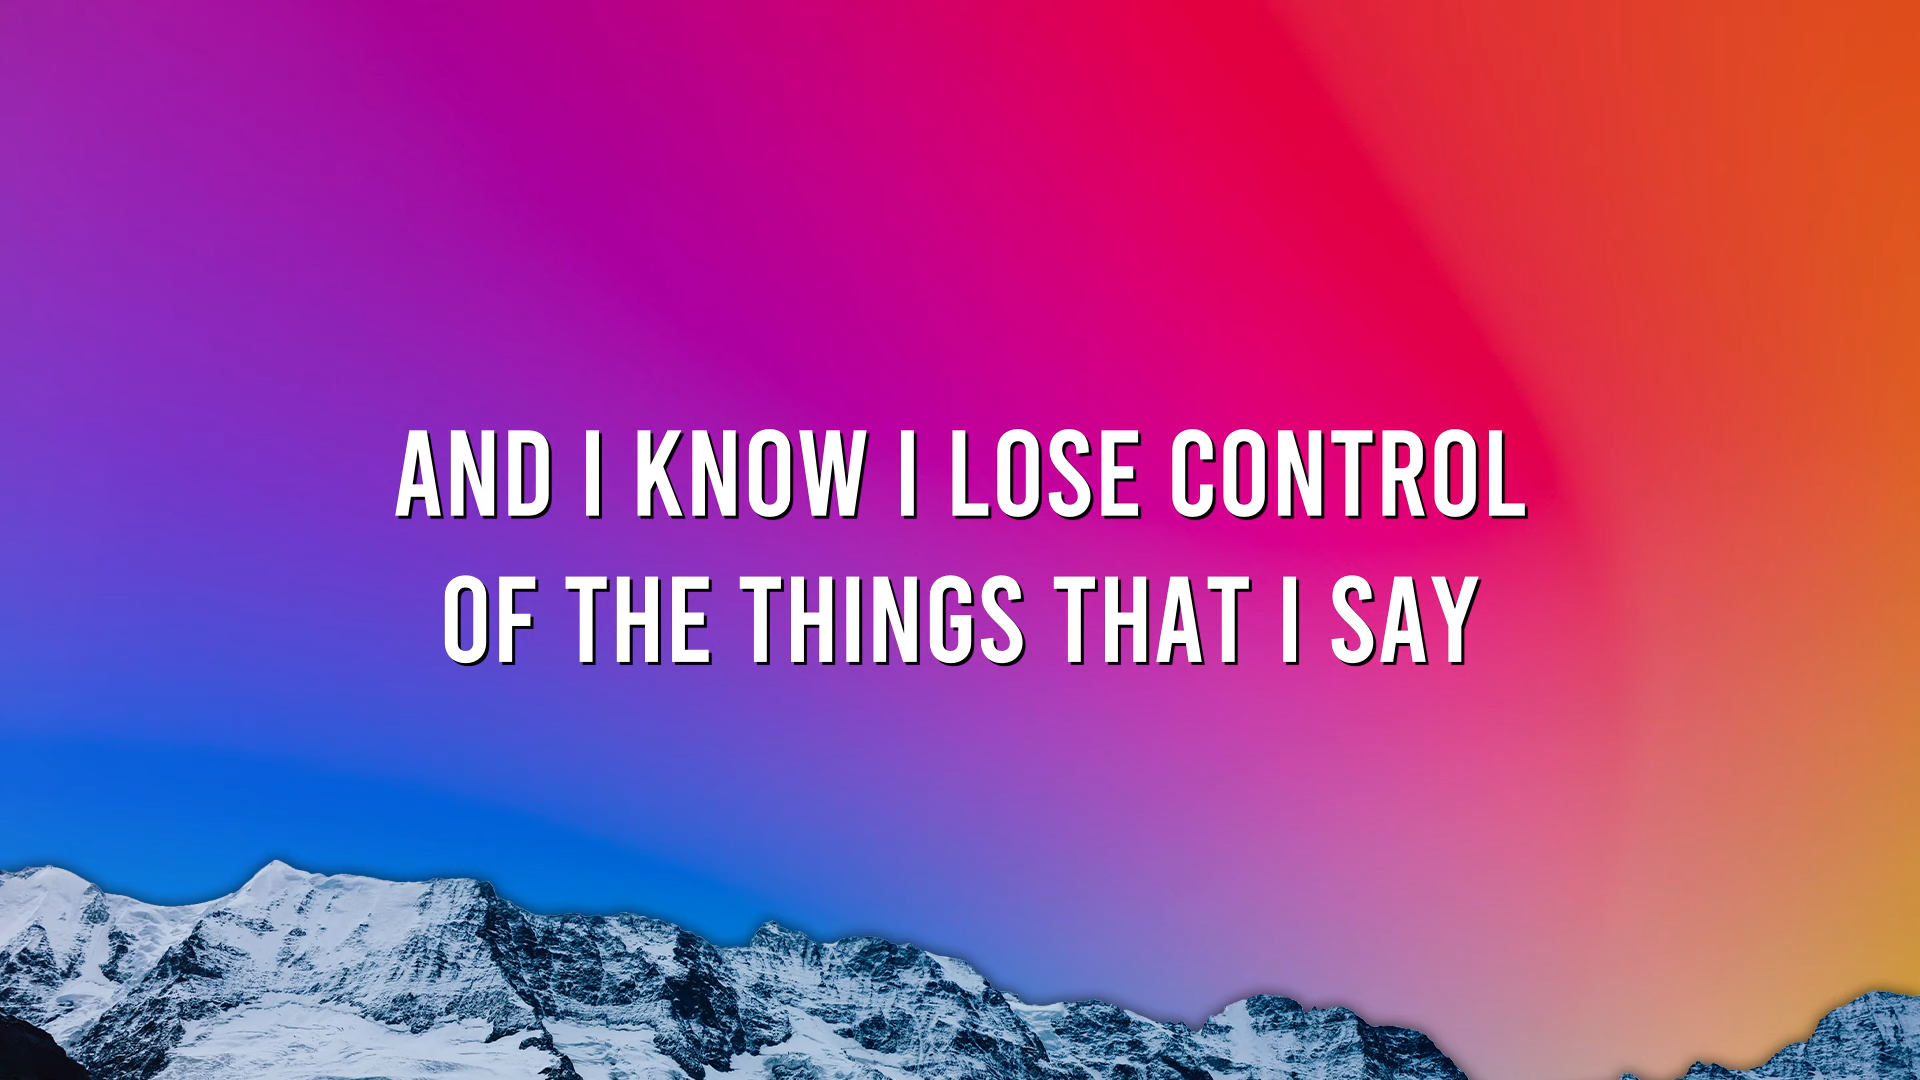 AND I KNOW I LOSE CONTROL
OF THE THINGS THAT I SAY